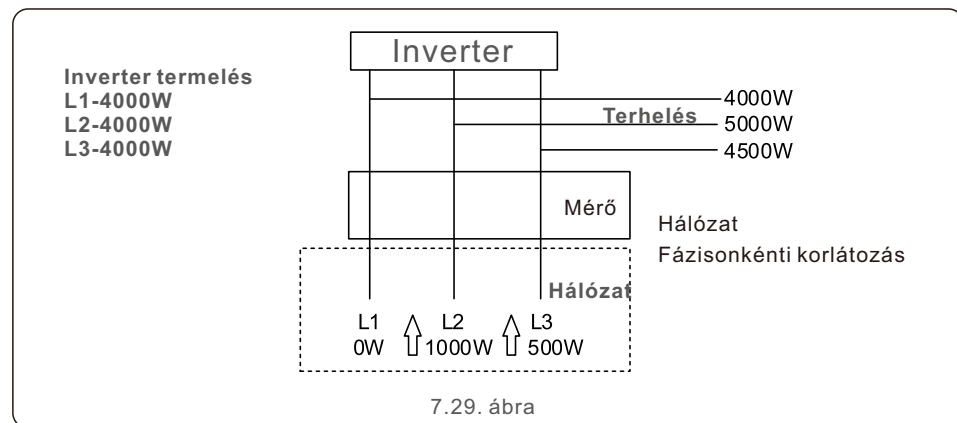 Inverter
Inverter termelés
L1-4000W
L2-4000W
L3-4000W
4000W
Terhelés
5000W
4500W
Mérő
Hálózat
Fázisonkénti korlátozás
Hálózat
L1 L2 L3
0W 1000W 500W
7.29. ábra